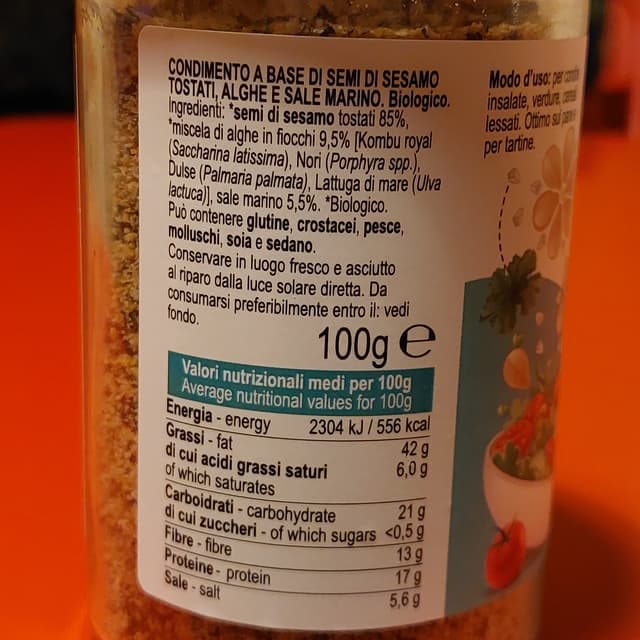 CONDIMENTO A BASE DI SEMI DI SESAMO
TOSTATI, ALGHE E SALE MARINO. Biologico.
Ingredienti: *semi di sesamo tostati 85%,
*miscela di alghe in fiocchi 9,5% [Kombu royal
(Saccharina latissima), Nori (Porphyra spp.),
Dulse (Palmaria palmata), Lattuga di mare (Ulva
lactuca)], sale marino 5,5%. *Biologico.
Può contenere glutine, crostacei, pesce,
molluschi, soia e sedano.
Conservare in luogo fresco e asciutto
al riparo dalla luce solare diretta. Da
consumarsi preferibilmente entro il: vedi
fondo.
100g e
Valori nutrizionali medi per 100g
Average nutritional values for 100g
Energia - energy 2304 kJ / 556 kcal
Grassi - fat 42 g
di cui acidi grassi saturi 6,0 g
of which saturates
Carboidrati - carbohydrate 21 g
di cui zuccheri - of which sugars <0,5 g
Fibre - fibre 13 g
Proteine - protein 17 g
Sale - salt 5,6 g
Modo d'uso: per
insalate, verdure,
lessati. Ottimo sul pane e
per tartine.